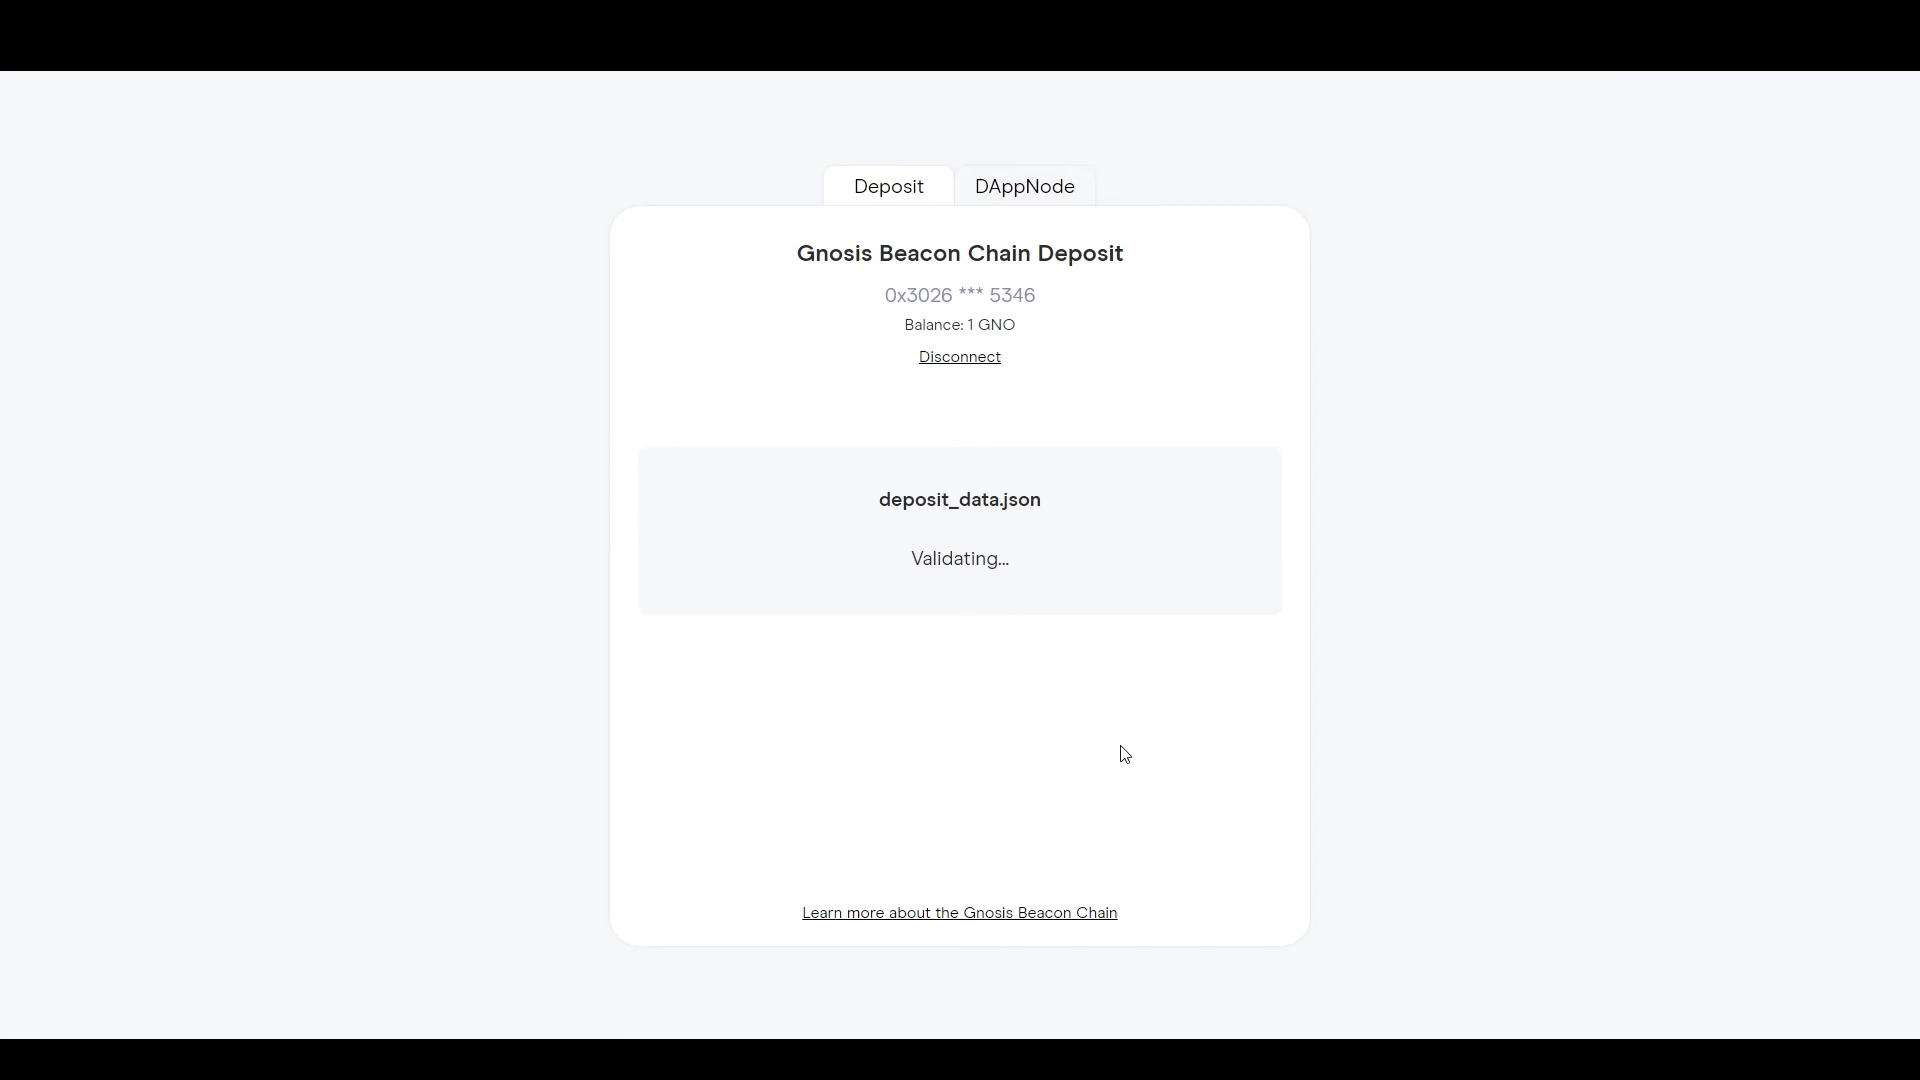 Deposit DAppNode
Gnosis Beacon Chain Deposit
0x3026 *** 5346
Balance: 1 GNO
Disconnect
deposit_data.json
Validating...
Learn more about the Gnosis Beacon Chain